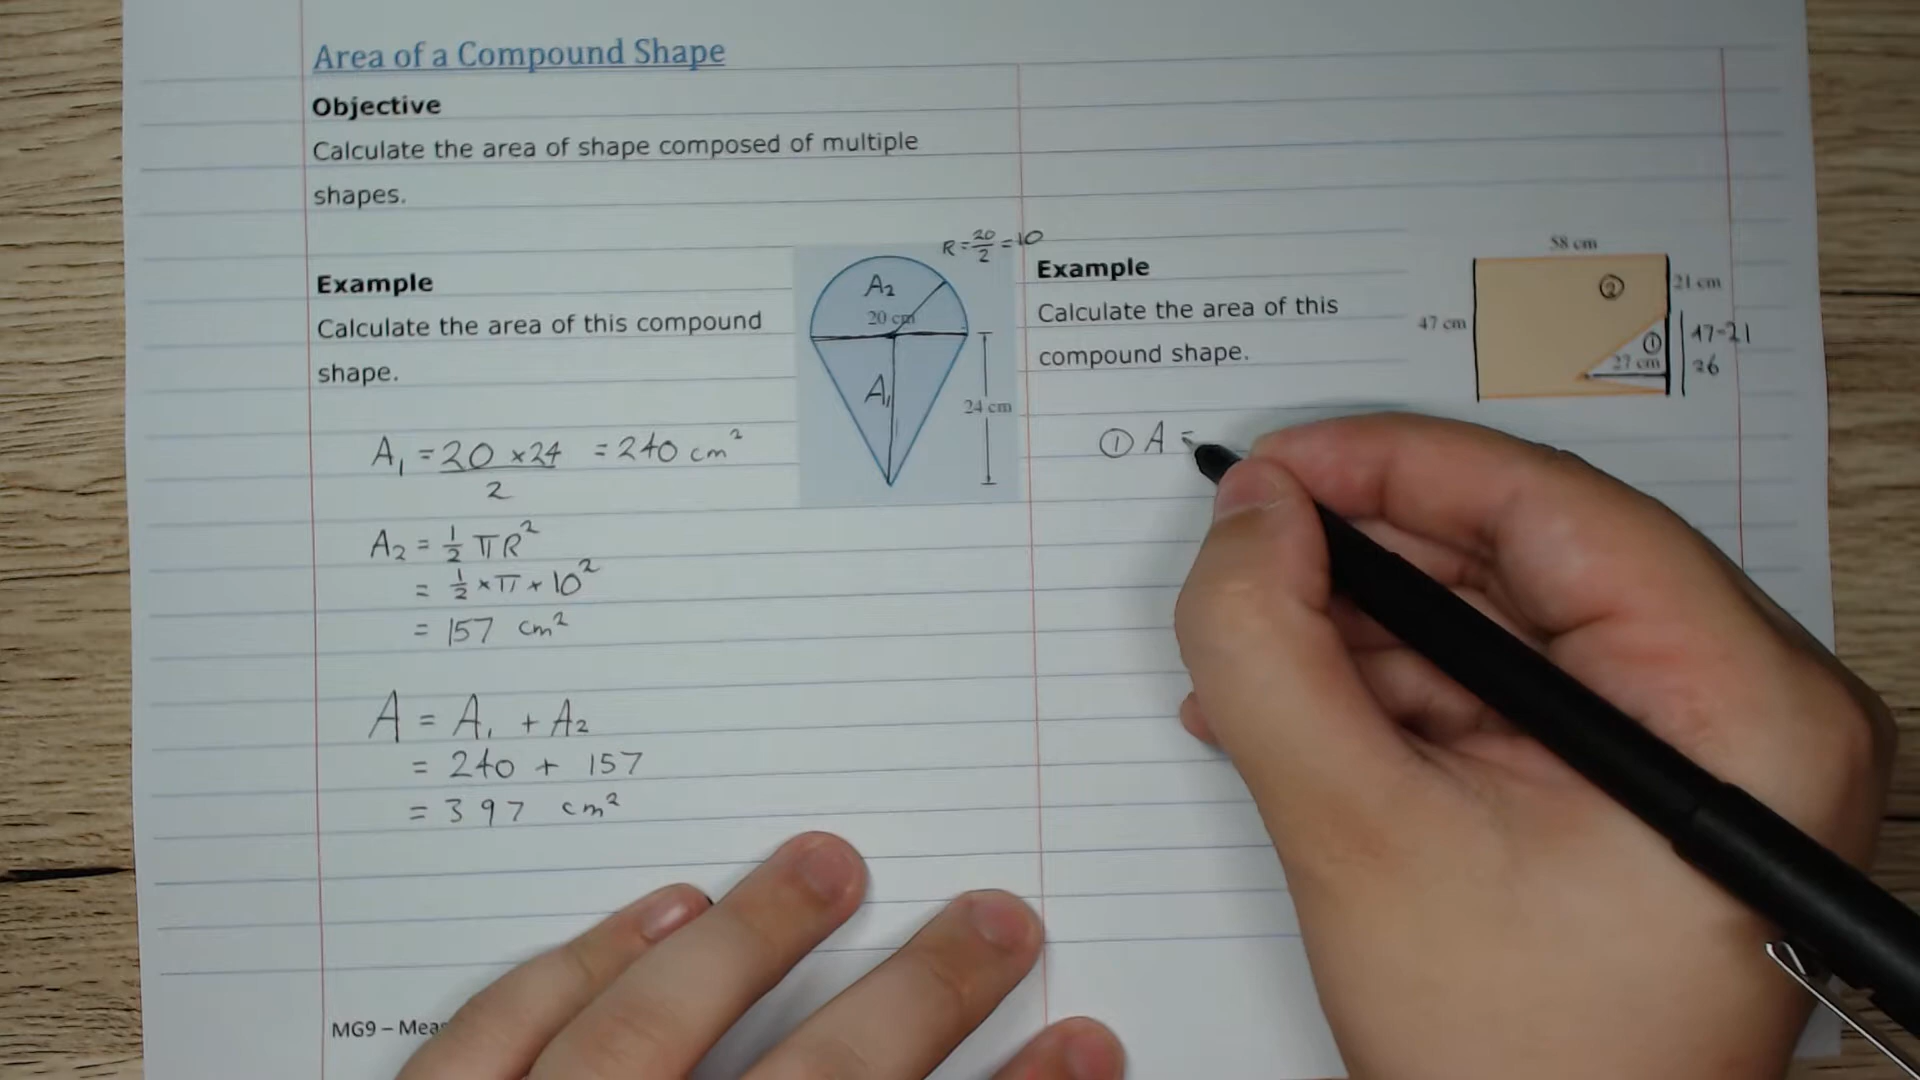 Area of a Compound Shape
Objective
Calculate the area of shape composed of multiple
shapes.
Example
Calculate the area of this compound
shape.
R = 20/2 = 10
A₂
20 cm
A₁
24 cm
A₁ = 20 × 24 / 2 = 240 cm²
A₂ = 1/2 πR²
= 1/2 × π × 10²
= 157 cm²
A = A₁ + A₂
= 240 + 157
= 397 cm²
MG9 – Meas
Example
Calculate the area of this
compound shape.
58 cm
②
21 cm
47 cm
①
27 cm
47-21
26
① A =